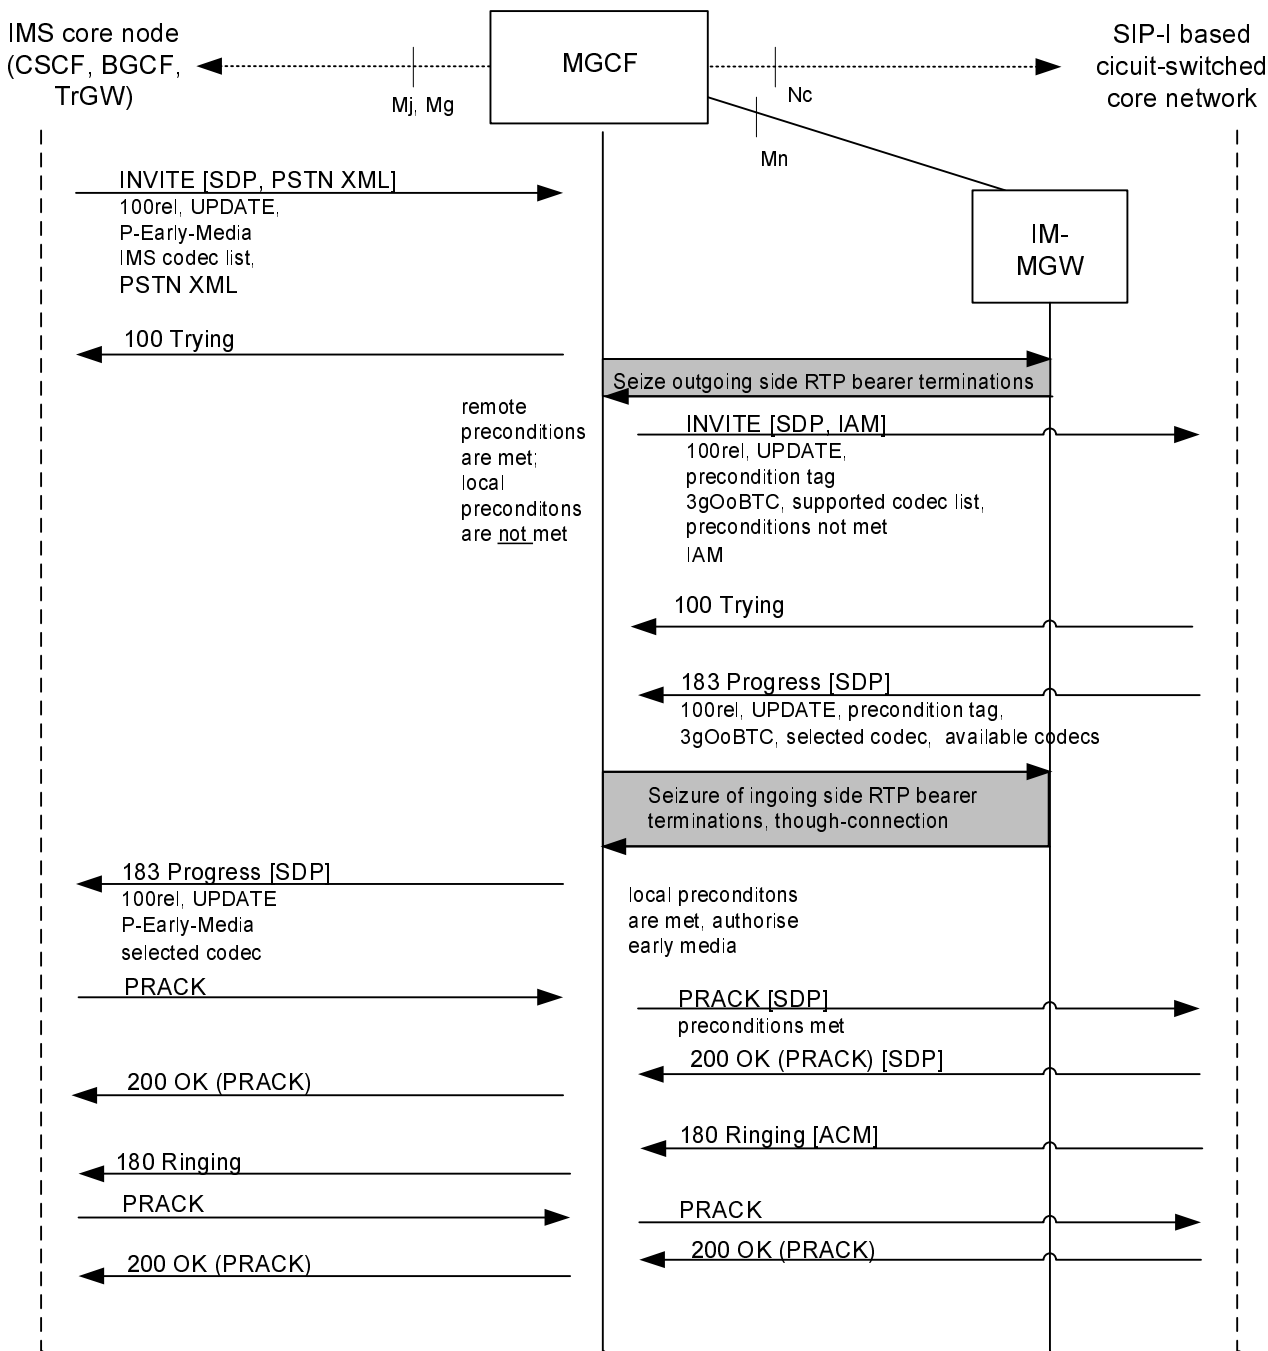 IMS core node
(CSCF, BGCF,
TrGW)
MGCF
SIP-I based
cicuit-switched
core network
Mj, Mg
Nc
Mn
IM-
MGW
INVITE [SDP, PSTN XML]
100rel, UPDATE,
P-Early-Media
IMS codec list,
PSTN XML
100 Trying
Seize outgoing side RTP bearer terminations
remote
preconditions
are met;
local
preconditons
are not met
INVITE [SDP, IAM]
100rel, UPDATE,
precondition tag
3gOoBTC, supported codec list,
preconditions not met
IAM
100 Trying
183 Progress [SDP]
100rel, UPDATE, precondition tag,
3gOoBTC, selected codec, available codecs
Seizure of ingoing side RTP bearer
terminations, though-connection
183 Progress [SDP]
100rel, UPDATE
P-Early-Media
selected codec
local preconditons
are met, authorise
early media
PRACK
PRACK [SDP]
preconditions met
200 OK (PRACK) [SDP]
200 OK (PRACK)
180 Ringing [ACM]
180 Ringing
PRACK
PRACK
200 OK (PRACK)
200 OK (PRACK)